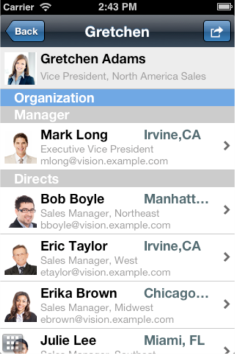 Carrier 2:43 PM
Back Gretchen
Gretchen Adams
Vice President, North America Sales
Organization
Manager
Mark Long Irvine,CA
Executive Vice President
mlong@vision.example.com
Directs
Bob Boyle Manhatt...
Sales Manager, Northeast
bboyle@vision.example.com
Eric Taylor Irvine,CA
Sales Manager, West
etaylor@vision.example.com
Erika Brown Chicago...
Sales Manager, Midwest
ebrown@vision.example.com
Julie Lee Miami, FL
Sales Manager, Southeast